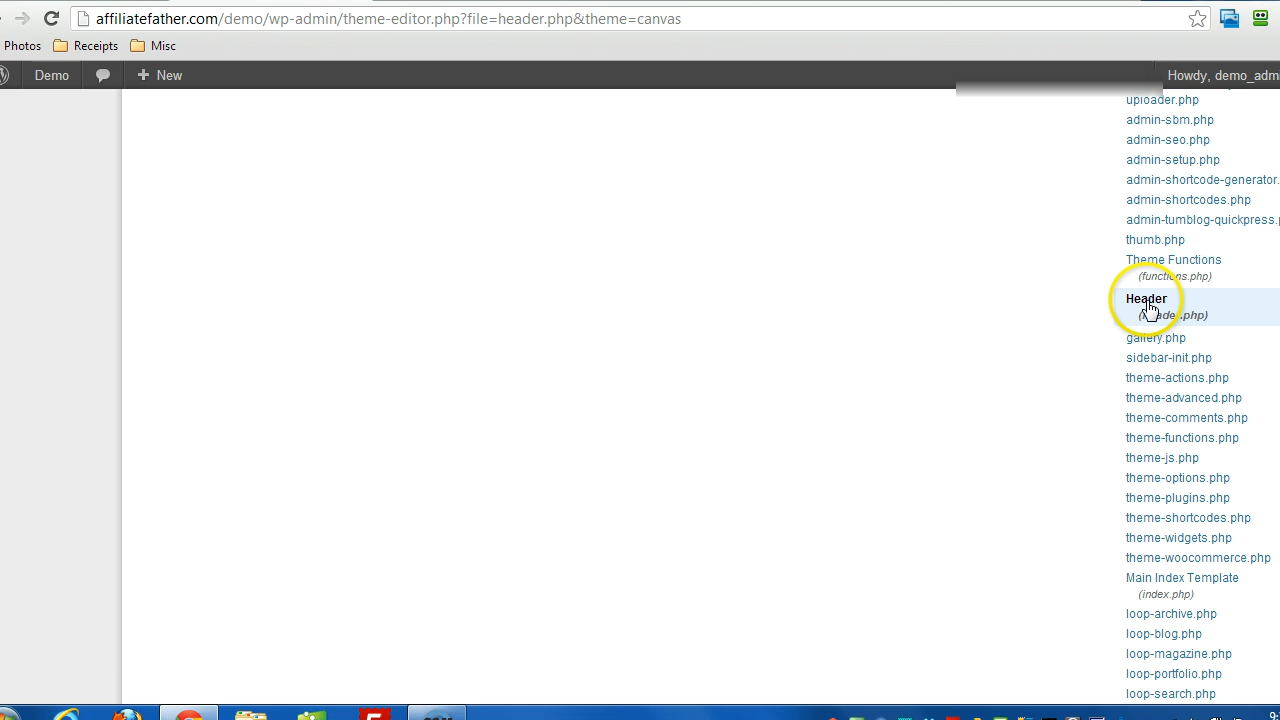 affiliatefather.com/demo/wp-admin/theme-editor.php?file=header.php&theme=canvas
Photos Receipts Misc
Demo + New Howdy, demo_adm
uploader.php
admin-sbm.php
admin-seo.php
admin-setup.php
admin-shortcode-generator.
admin-shortcodes.php
admin-tumblog-quickpress.p
thumb.php
Theme Functions
(functions.php)
Header
(header.php)
gallery.php
sidebar-init.php
theme-actions.php
theme-advanced.php
theme-comments.php
theme-functions.php
theme-js.php
theme-options.php
theme-plugins.php
theme-shortcodes.php
theme-widgets.php
theme-woocommerce.php
Main Index Template
(index.php)
loop-archive.php
loop-blog.php
loop-magazine.php
loop-portfolio.php
loop-search.php